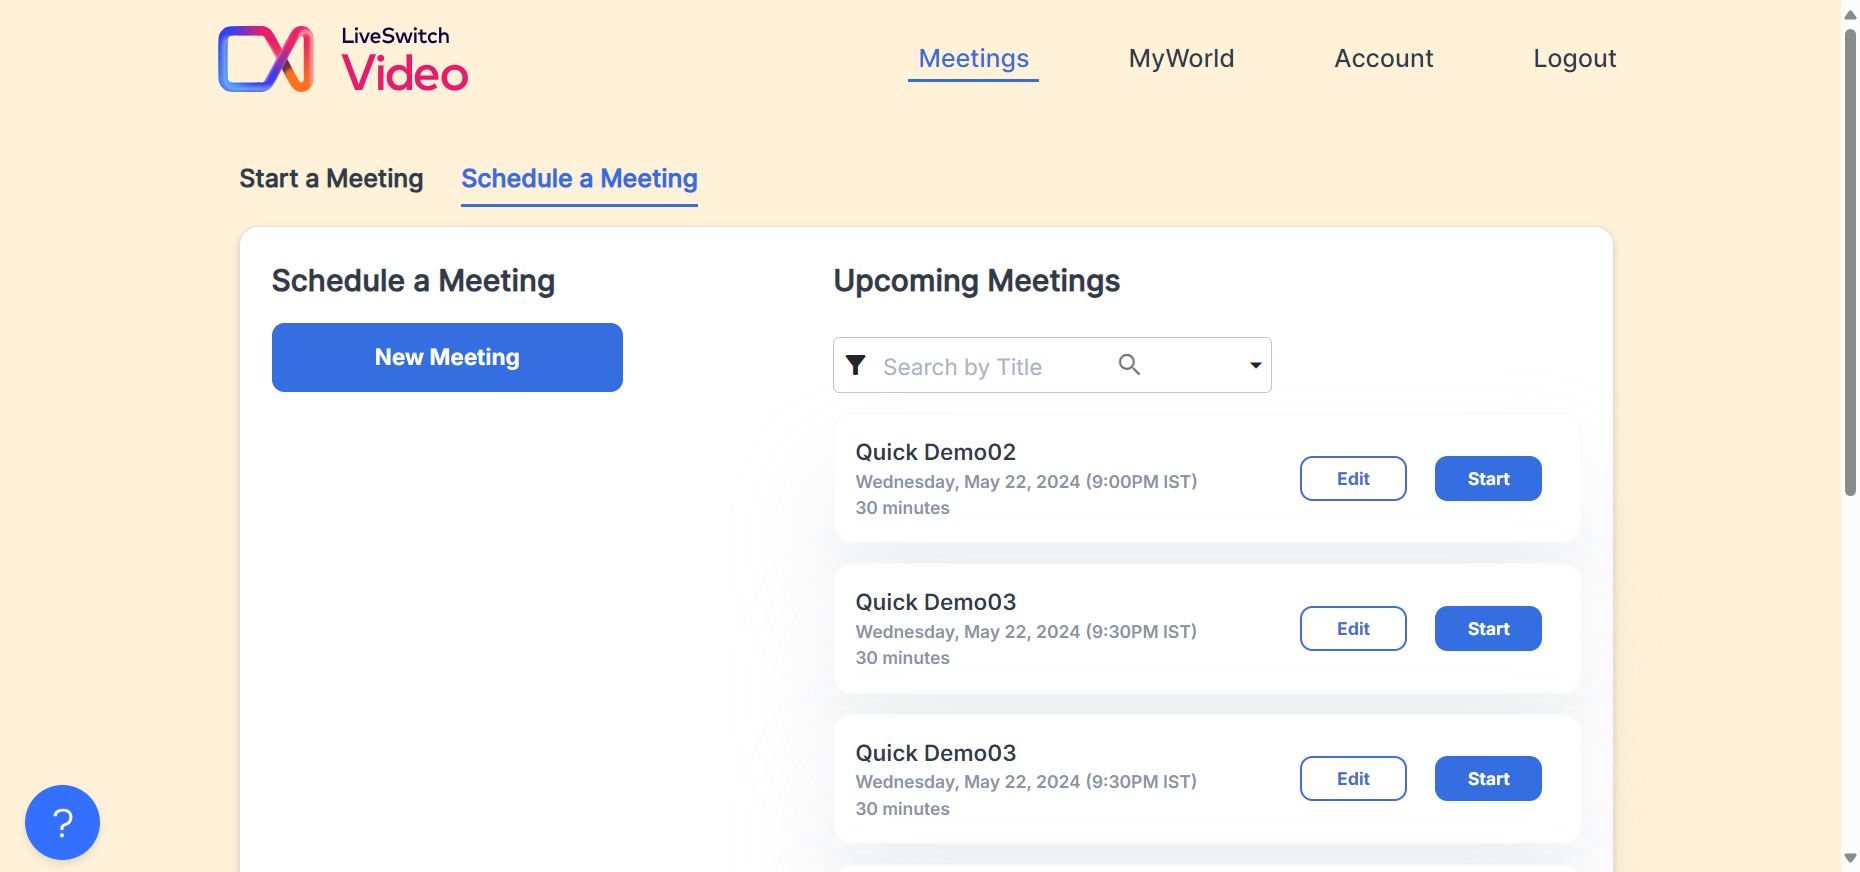 LiveSwitch
Video
Meetings
MyWorld
Account
Logout
Start a Meeting
Schedule a Meeting
Schedule a Meeting
New Meeting
Upcoming Meetings
Search by Title
Quick Demo02
Wednesday, May 22, 2024 (9:00PM IST)
30 minutes
Edit
Start
Quick Demo03
Wednesday, May 22, 2024 (9:30PM IST)
30 minutes
Edit
Start
Quick Demo03
Wednesday, May 22, 2024 (9:30PM IST)
30 minutes
Edit
Start
?